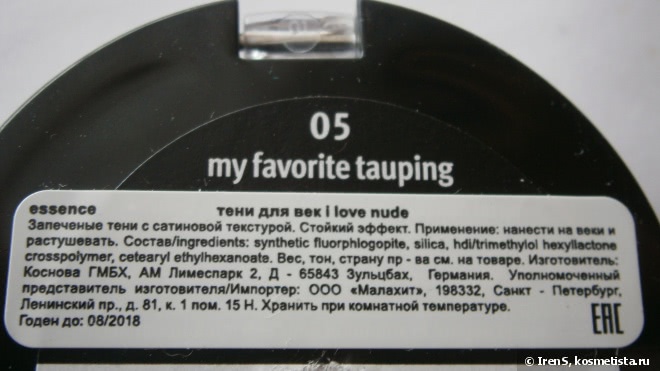 05
my favorite tauping
essence тени для век i love nude
Запеченые тени с сатиновой текстурой. Стойкий эффект. Применение: нанести на веки и
растушевать. Состав/ingredients: synthetic fluorphlogopite, silica, hdi/trimethylol hexyllactone
crosspolymer, cetearyl ethylhexanoate. Вес, тон, страну пр - ва см. на товаре. Изготовитель:
Коснова ГМБХ, АМ Лимеспарк 2, Д - 65843 Зульцбах, Германия. Уполномоченный
представитель изготовителя/Импортер: ООО «Малахит», 198332, Санкт - Петербург,
Ленинский пр., д. 81, к. 1 пом. 15 Н. Хранить при комнатной температуре.
Годен до: 08/2018
EAC
© IrenS, kosmetista.ru